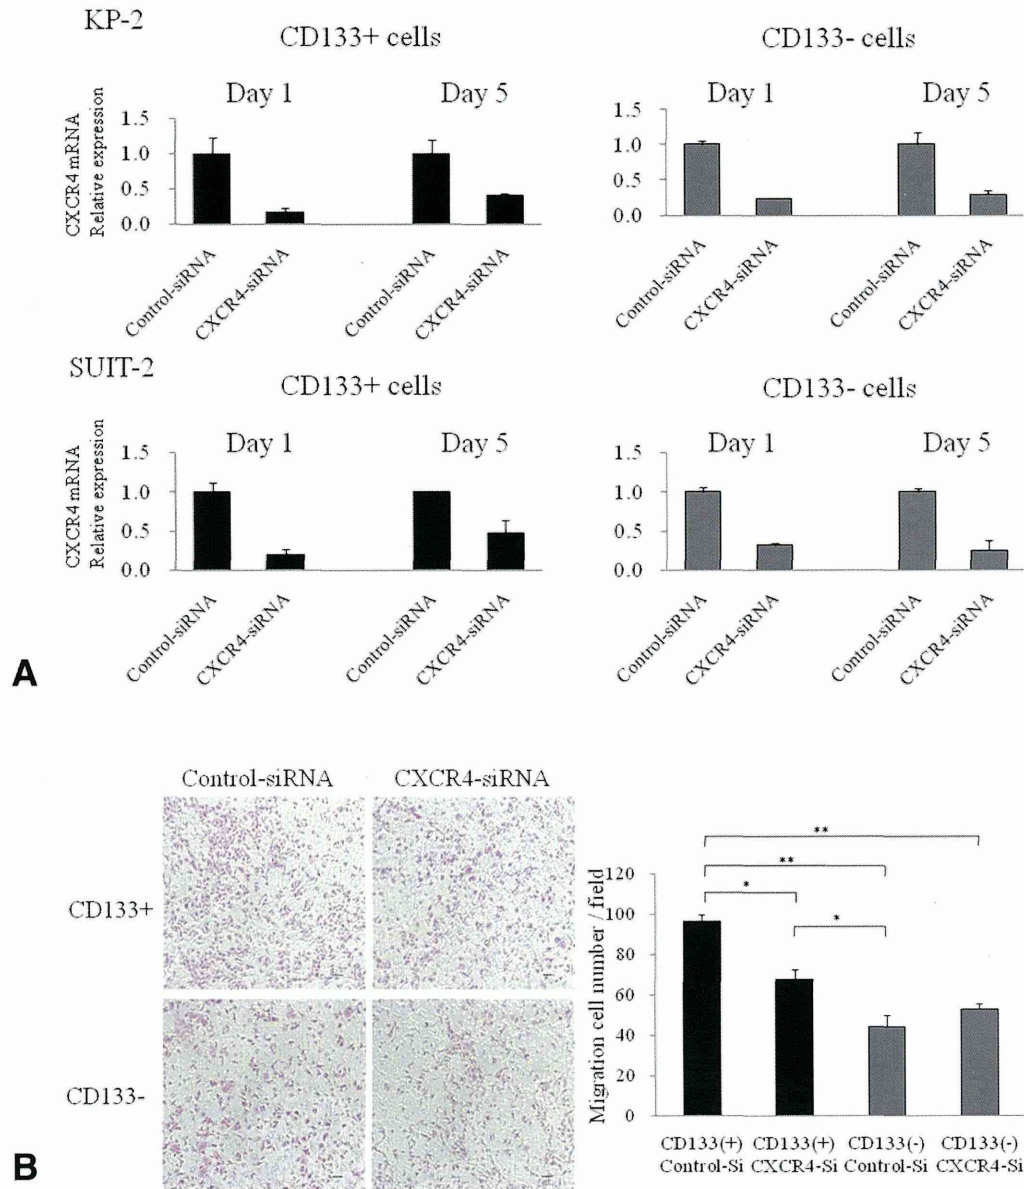 KP-2
CD133+ cells
CD133- cells
Day 1
Day 5
Day 1
Day 5
CXCR4 mRNA
Relative expression
1.5
1.0
0.5
0.0
1.5
1.0
0.5
0.0
Control-siRNA
CXCR4-siRNA
Control-siRNA
CXCR4-siRNA
Control-siRNA
CXCR4-siRNA
Control-siRNA
CXCR4-siRNA
SUIT-2
CD133+ cells
CD133- cells
Day 1
Day 5
Day 1
Day 5
CXCR4 mRNA
Relative expression
1.5
1.0
0.5
0.0
1.5
1.0
0.5
0.0
Control-siRNA
CXCR4-siRNA
Control-siRNA
CXCR4-siRNA
Control-siRNA
CXCR4-siRNA
Control-siRNA
CXCR4-siRNA
A
Control-siRNA
CXCR4-siRNA
CD133+
CD133-
Migration cell number / field
120
100
80
60
40
20
0
**
**
*
*
CD133(+) CD133(+) CD133(-) CD133(-)
Control-Si CXCR4-Si Control-Si CXCR4-Si
B